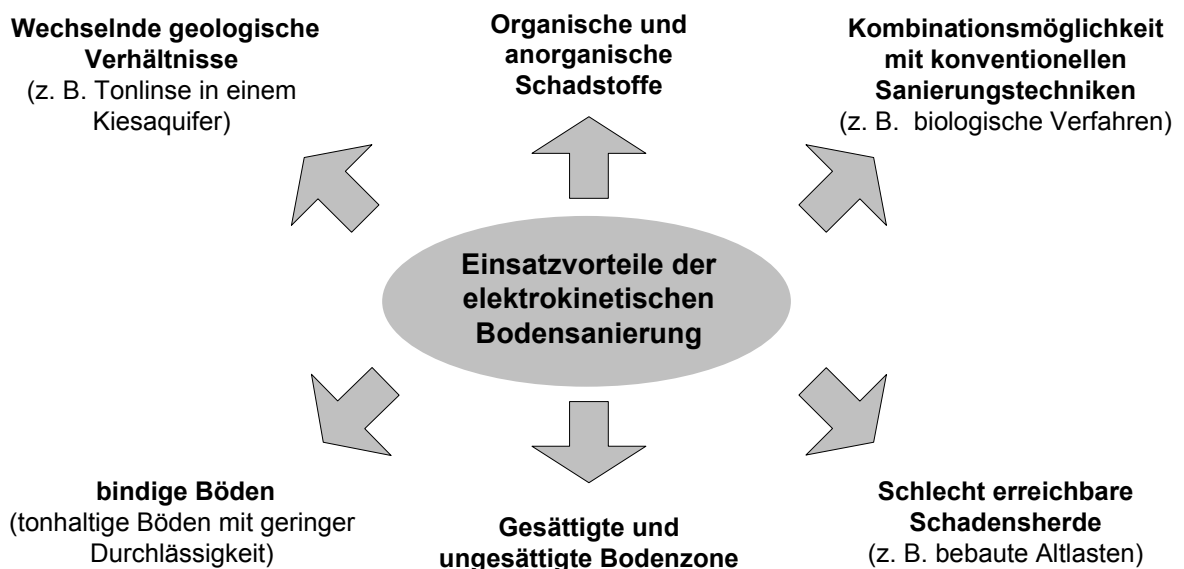 Wechselnde geologische
Verhältnisse
(z. B. Tonlinse in einem
Kiesaquifer)
Organische und
anorganische
Schadstoffe
Kombinationsmöglichkeit
mit konventionellen
Sanierungstechniken
(z. B. biologische Verfahren)
Einsatzvorteile der
elektrokinetischen
Bodensanierung
bindige Böden
(tonhaltige Böden mit geringer
Durchlässigkeit)
Gesättigte und
ungesättigte Bodenzone
Schlecht erreichbare
Schadensherde
(z. B. bebaute Altlasten)